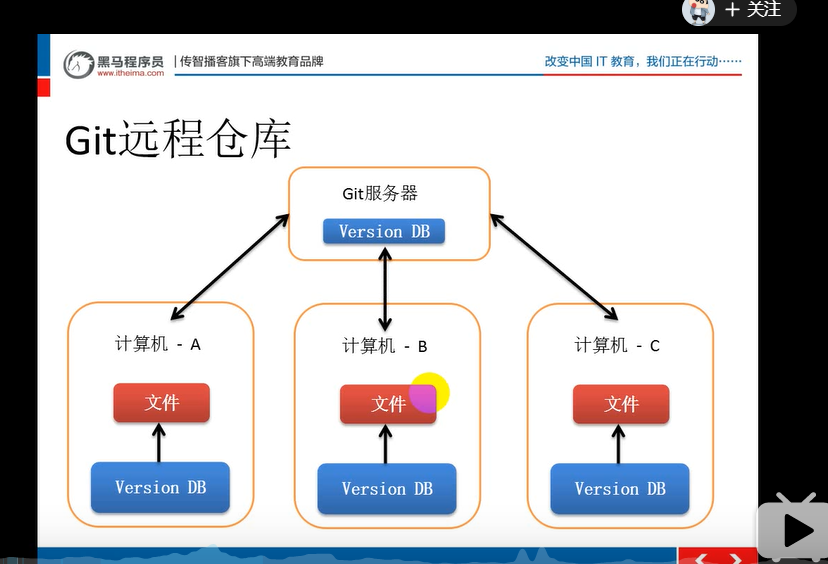 + 关注
黑马程序员 | 传智播客旗下高端教育品牌
www.itheima.com
改变中国 IT 教育，我们正在行动······
Git远程仓库
Git服务器
Version DB
计算机 - A
计算机 - B
计算机 - C
文件
文件
文件
Version DB
Version DB
Version DB